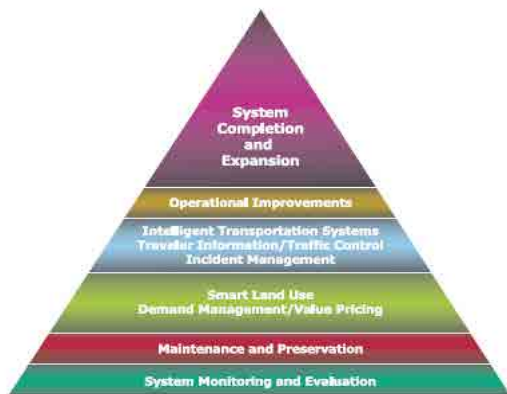 System
Completion
and
Expansion
Operational Improvements
Intelligent Transportation Systems
Traveler Information/Traffic Control
Incident Management
Smart Land Use
Demand Management/Value Pricing
Maintenance and Preservation
System Monitoring and Evaluation